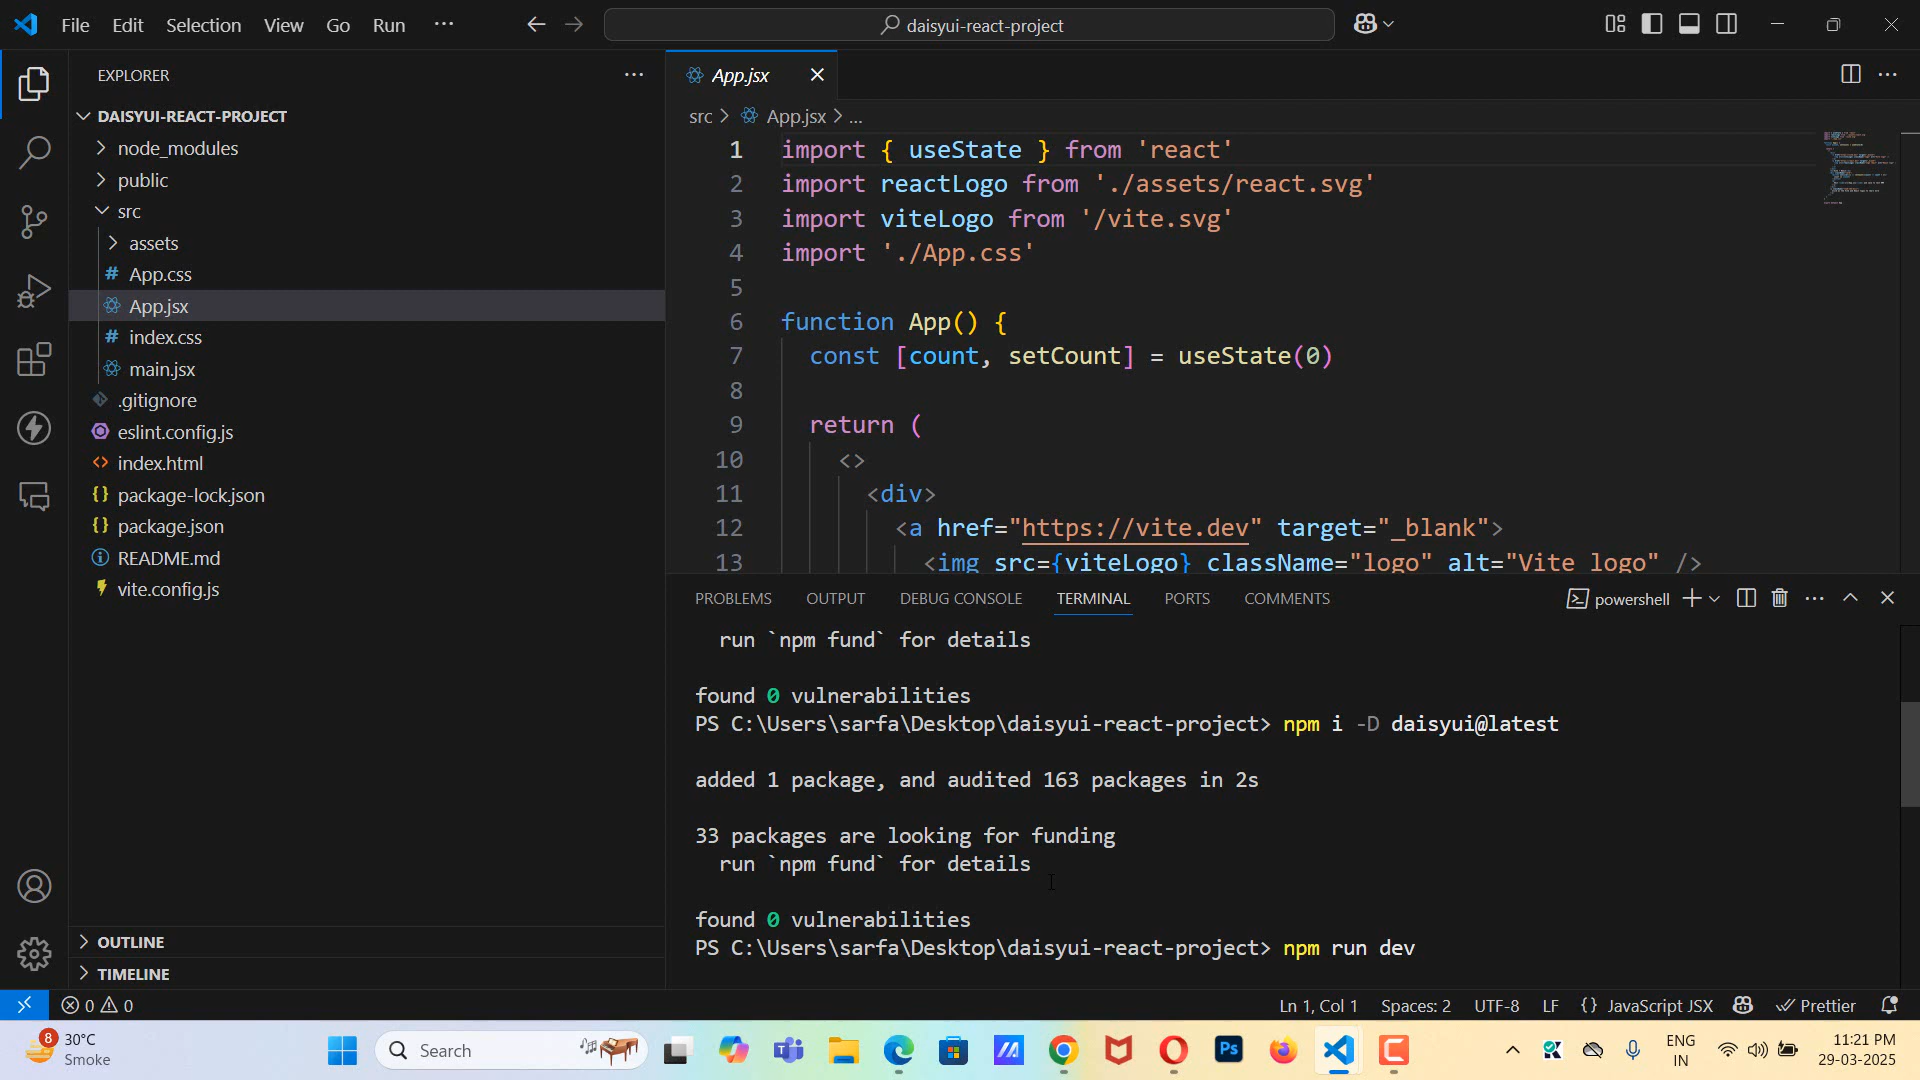 File Edit Selection View Go Run ···
daisyui-react-project
EXPLORER
DAISYUI-REACT-PROJECT
node_modules
public
src
assets
# App.css
App.jsx
# index.css
main.jsx
.gitignore
eslint.config.js
<> index.html
{} package-lock.json
{} package.json
README.md
vite.config.js
OUTLINE
TIMELINE
App.jsx
src > App.jsx > ...
1 import { useState } from 'react'
2 import reactLogo from './assets/react.svg'
3 import viteLogo from '/vite.svg'
4 import './App.css'
5
6 function App() {
7 const [count, setCount] = useState(0)
8
9 return (
10 <>
11 <div>
12 <a href="https://vite.dev" target="_blank">
13 <img src={viteLogo} className="logo" alt="Vite logo" />
PROBLEMS OUTPUT DEBUG CONSOLE TERMINAL PORTS COMMENTS
powershell
run `npm fund` for details
found 0 vulnerabilities
PS C:\Users\sarfa\Desktop\daisyui-react-project> npm i -D daisyui@latest
added 1 package, and audited 163 packages in 2s
33 packages are looking for funding
run `npm fund` for details
found 0 vulnerabilities
PS C:\Users\sarfa\Desktop\daisyui-react-project> npm run dev
0 0
Ln 1, Col 1 Spaces: 2 UTF-8 LF {} JavaScript JSX Prettier
8
30°C
Smoke
Search
Ps
ENG
IN
11:21 PM
29-03-2025